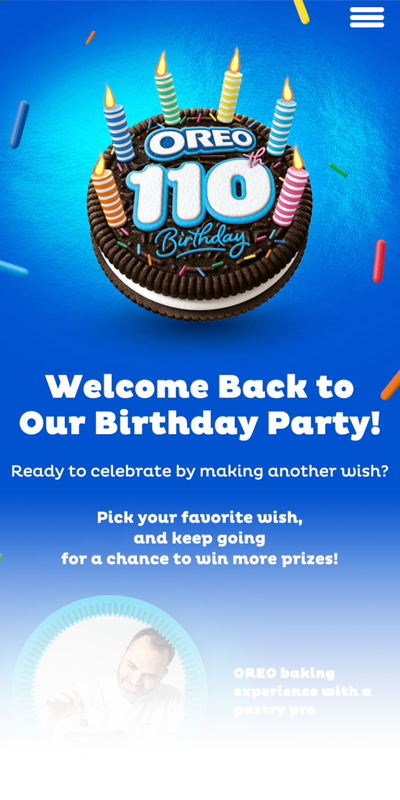 OREO
110th
Birthday
Welcome Back to
Our Birthday Party!
Ready to celebrate by making another wish?
Pick your favorite wish,
and keep going
for a chance to win more prizes!
OREO baking
experience with a
pastry pro